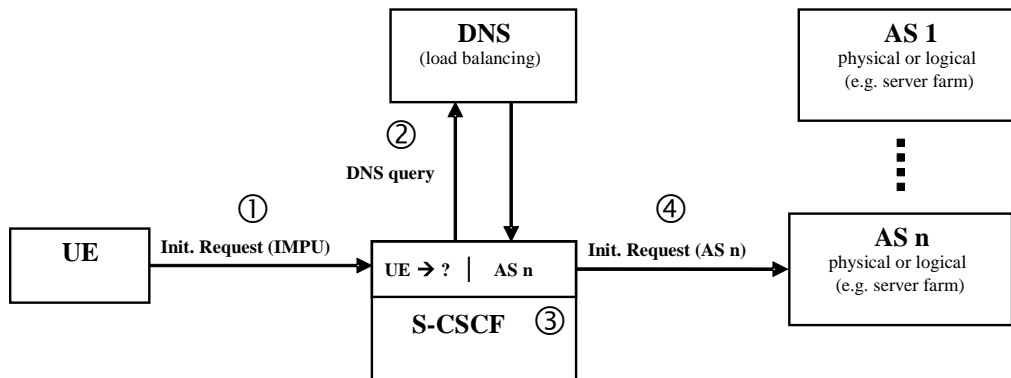 DNS
(load balancing)
AS 1
physical or logical
(e.g. server farm)
②
DNS query
①
④
UE
Init. Request (IMPU)
UE → ? | AS n
Init. Request (AS n)
AS n
physical or logical
(e.g. server farm)
S-CSCF ③